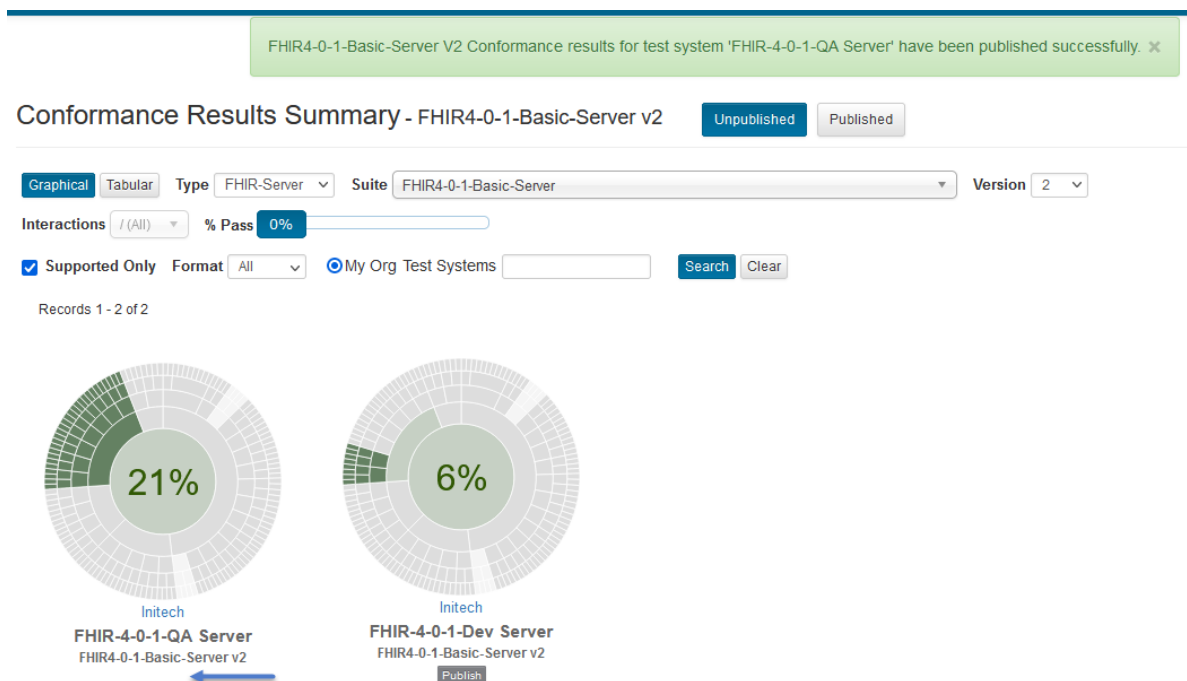 FHIR4-0-1-Basic-Server V2 Conformance results for test system 'FHIR-4-0-1-QA Server' have been published successfully. ×
Conformance Results Summary - FHIR4-0-1-Basic-Server v2 Unpublished Published
Graphical Tabular Type FHIR-Server Suite FHIR4-0-1-Basic-Server Version 2
Interactions / (All) % Pass 0%
Supported Only Format All My Org Test Systems Search Clear
Records 1 - 2 of 2
21% 6%
Initech Initech
FHIR-4-0-1-QA Server FHIR-4-0-1-Dev Server
FHIR4-0-1-Basic-Server v2 FHIR4-0-1-Basic-Server v2
Publish